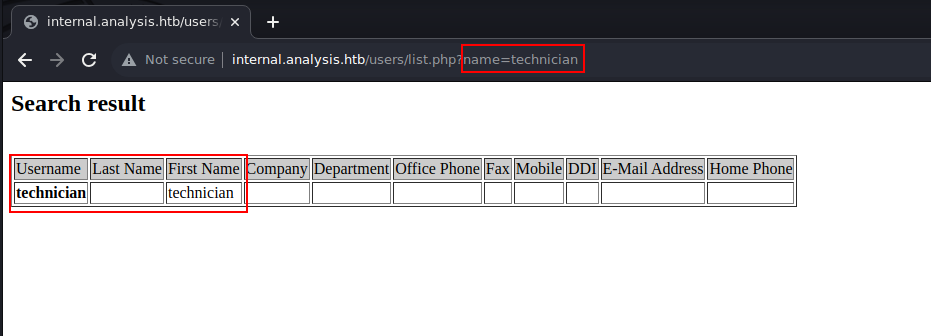 internal.analysis.htb/users/
Not secure internal.analysis.htb/users/list.php?name=technician
Search result
Username Last Name First Name Company Department Office Phone Fax Mobile DDI E-Mail Address Home Phone
technician technician